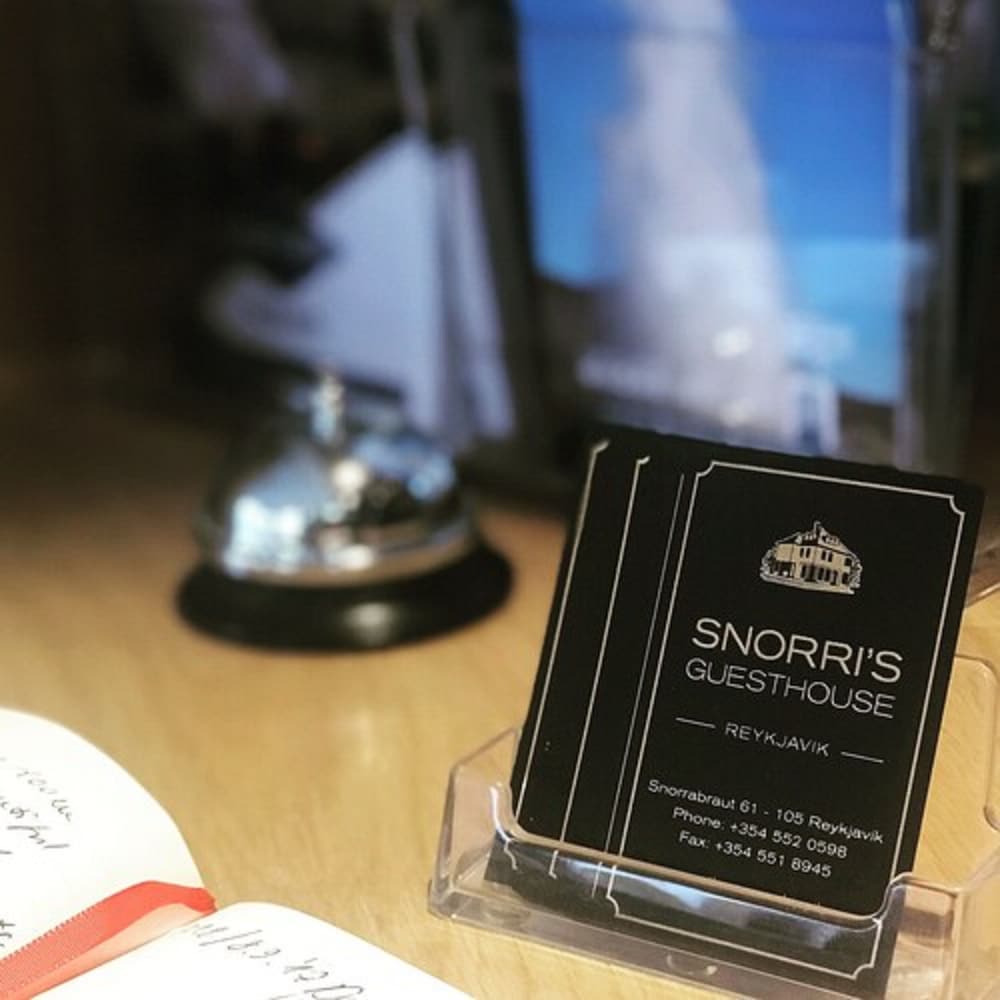 SNORRI'S
GUESTHOUSE
REYKJAVIK
Snorrabraut 61 - 105 Reykjavik
Phone: +354 552 0598
Fax: +354 551 8945